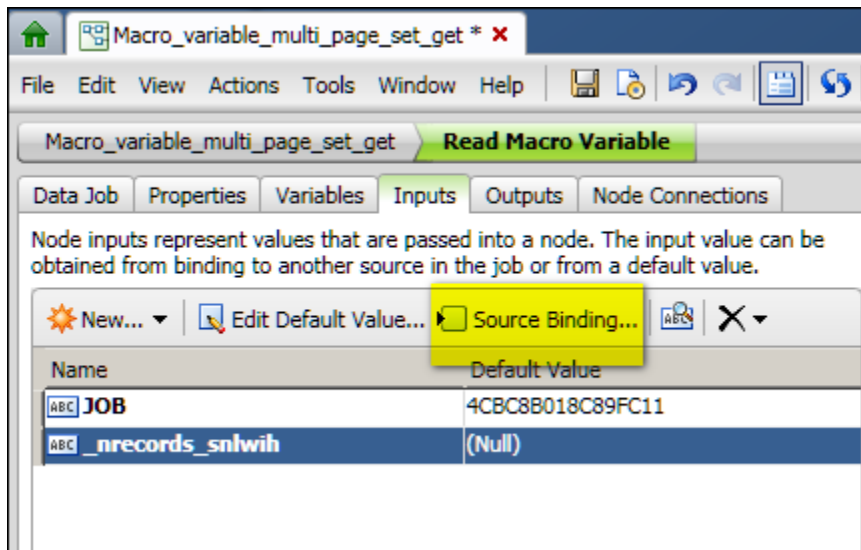 Macro_variable_multi_page_set_get *
File Edit View Actions Tools Window Help
Macro_variable_multi_page_set_get Read Macro Variable
Data Job Properties Variables Inputs Outputs Node Connections
Node inputs represent values that are passed into a node. The input value can be
obtained from binding to another source in the job or from a default value.
New... Edit Default Value... Source Binding... ABC
Name Default Value
ABC JOB 4CBC8B018C89FC11
ABC _nrecords_snlwih (Null)